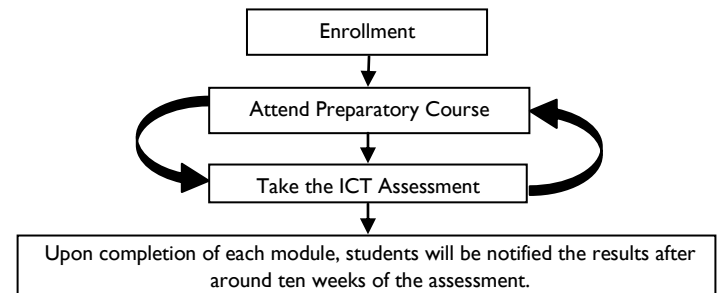 Enrollment
Attend Preparatory Course
Take the ICT Assessment
Upon completion of each module, students will be notified the results after
around ten weeks of the assessment.